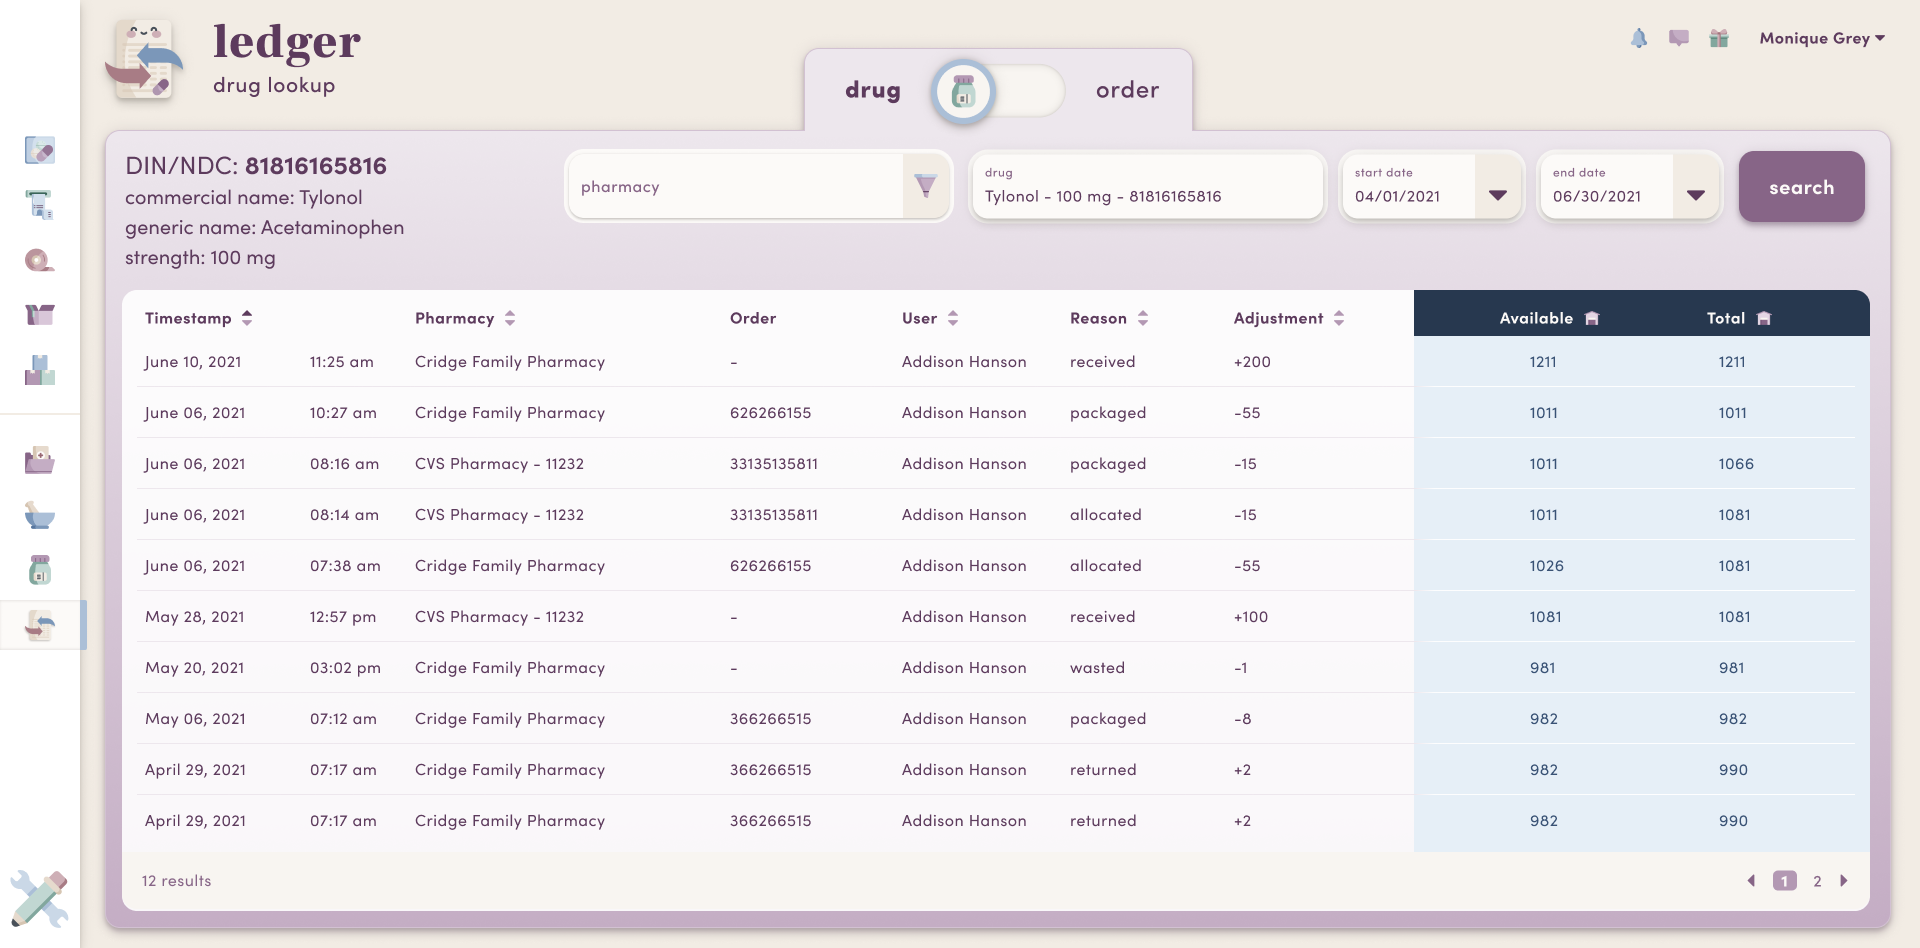 ledger
drug lookup
Monique Grey
drug order
DIN/NDC: 81816165816
commercial name: Tylonol
generic name: Acetaminophen
strength: 100 mg
pharmacy
drug
Tylonol - 100 mg - 81816165816
start date
04/01/2021
end date
06/30/2021
search
Timestamp Pharmacy Order User Reason Adjustment Available Total
June 10, 2021 11:25 am Cridge Family Pharmacy - Addison Hanson received +200 1211 1211
June 06, 2021 10:27 am Cridge Family Pharmacy 626266155 Addison Hanson packaged -55 1011 1011
June 06, 2021 08:16 am CVS Pharmacy - 11232 33135135811 Addison Hanson packaged -15 1011 1066
June 06, 2021 08:14 am CVS Pharmacy - 11232 33135135811 Addison Hanson allocated -15 1011 1081
June 06, 2021 07:38 am Cridge Family Pharmacy 626266155 Addison Hanson allocated -55 1026 1081
May 28, 2021 12:57 pm CVS Pharmacy - 11232 - Addison Hanson received +100 1081 1081
May 20, 2021 03:02 pm Cridge Family Pharmacy - Addison Hanson wasted -1 981 981
May 06, 2021 07:12 am Cridge Family Pharmacy 366266515 Addison Hanson packaged -8 982 982
April 29, 2021 07:17 am Cridge Family Pharmacy 366266515 Addison Hanson returned +2 982 990
April 29, 2021 07:17 am Cridge Family Pharmacy 366266515 Addison Hanson returned +2 982 990
12 results
1 2